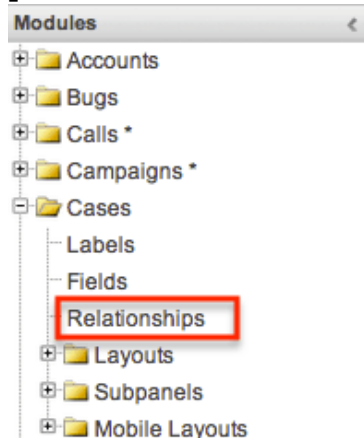 Modules
Accounts
Bugs
Calls *
Campaigns *
Cases
Labels
Fields
Relationships
Layouts
Subpanels
Mobile Layouts